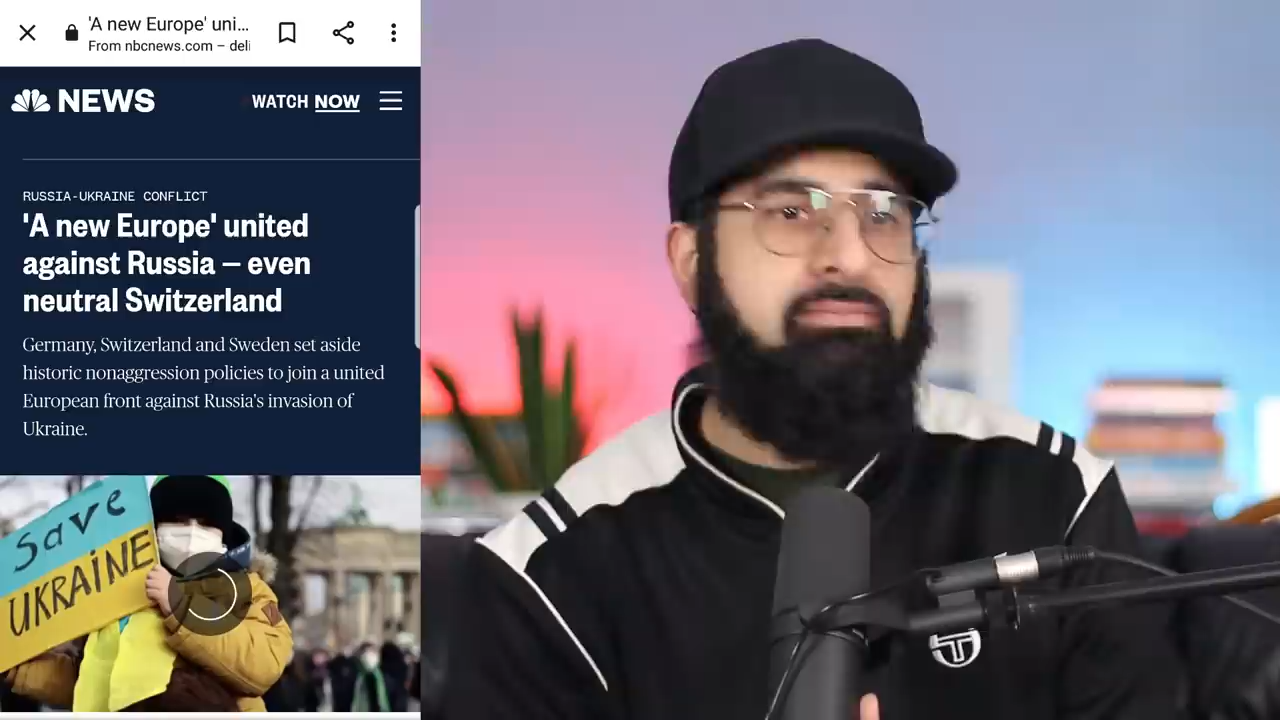 'A new Europe' uni...
From nbcnews.com – deli
NEWS
WATCH NOW
RUSSIA-UKRAINE CONFLICT
'A new Europe' united
against Russia — even
neutral Switzerland
Germany, Switzerland and Sweden set aside
historic nonaggression policies to join a united
European front against Russia's invasion of
Ukraine.
Save
UKRAINE